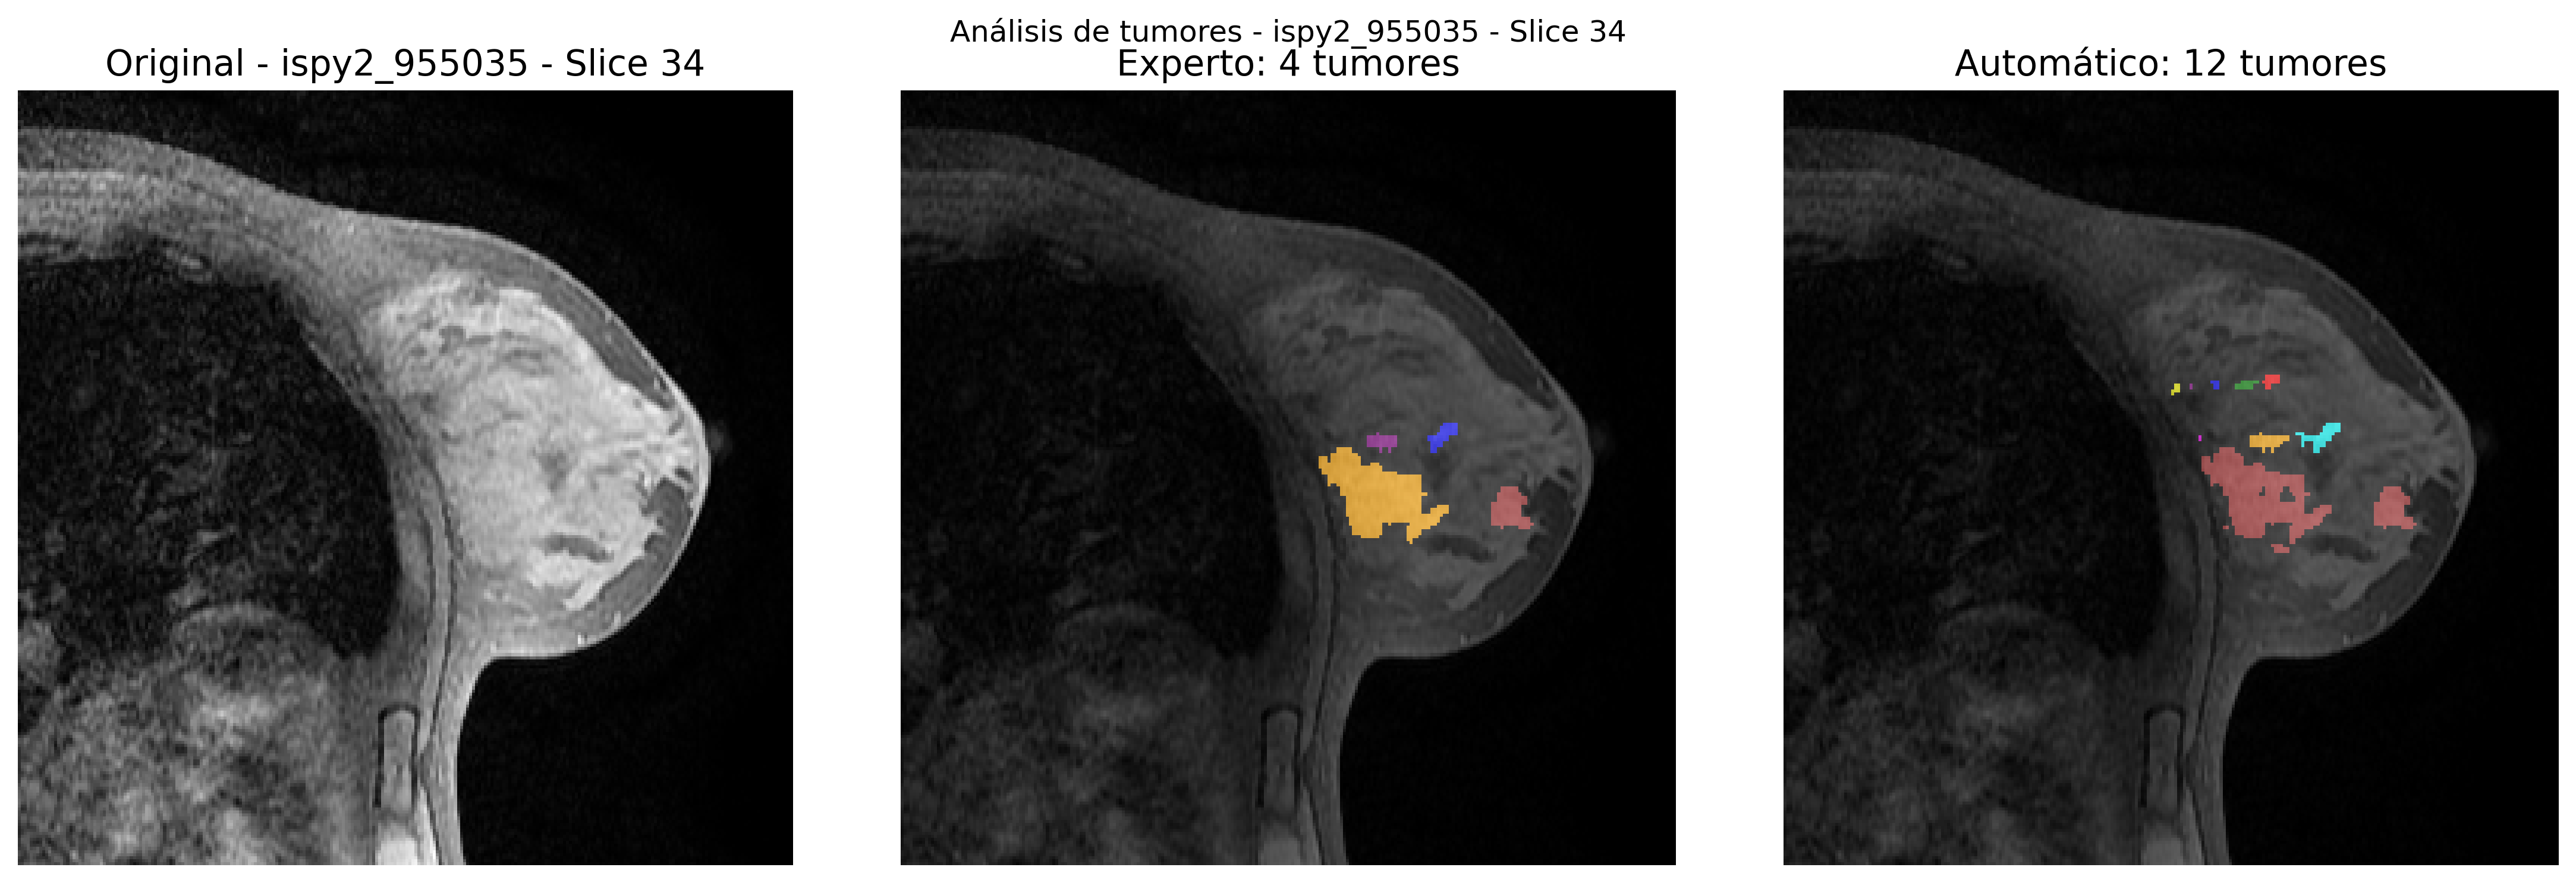 Análisis de tumores - ispy2_955035 - Slice 34
Original - ispy2_955035 - Slice 34
Experto: 4 tumores
Automático: 12 tumores